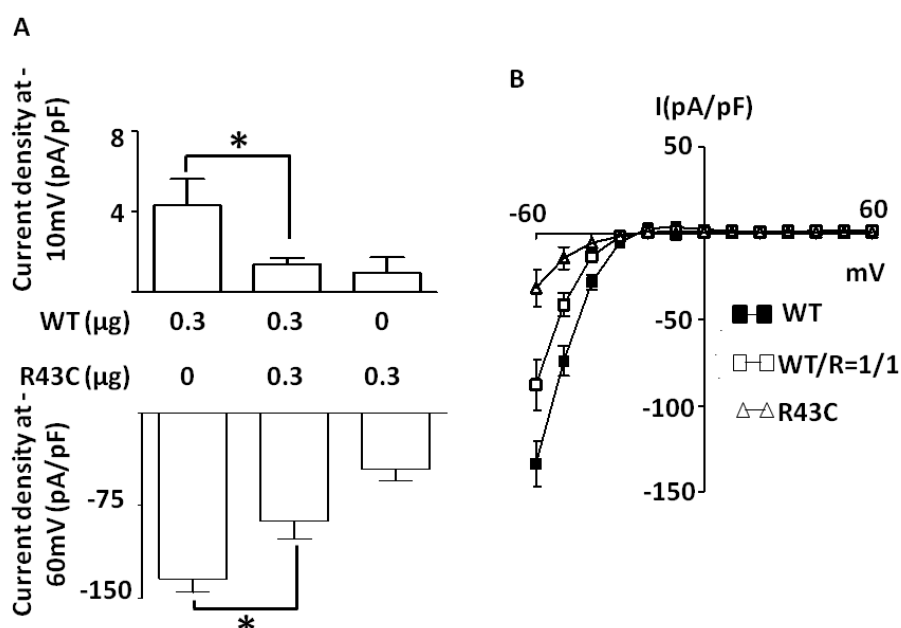 A
Current density at -
10mV (pA/pF)
8
4
*
WT (µg) 0.3 0.3 0
R43C (µg) 0 0.3 0.3
Current density at -
60mV (pA/pF)
-75
-150
*
B
I(pA/pF)
50
-60
60
mV
-50
-100
-150
WT
WT/R=1/1
R43C